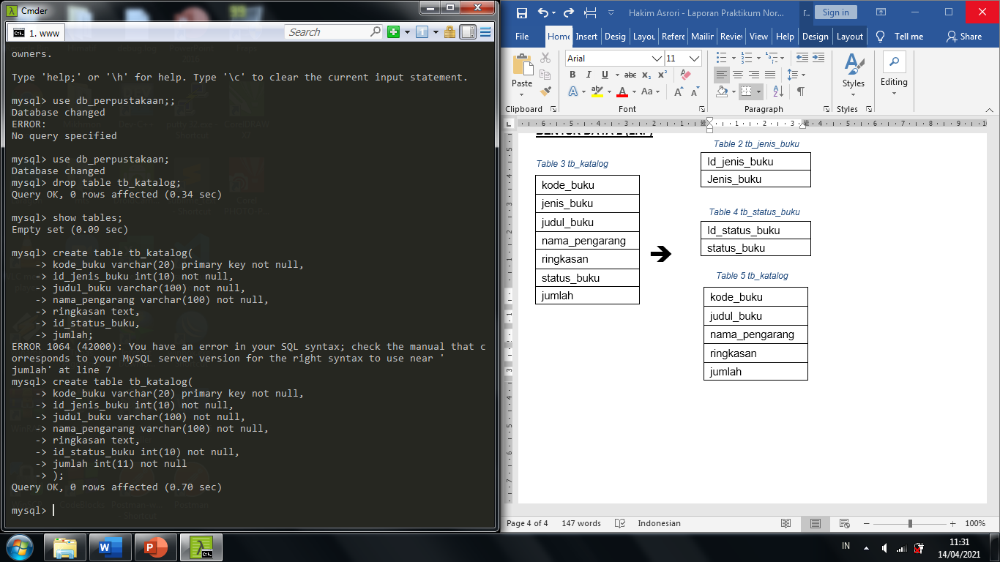 Cmder
1. www
Search
owners.
Type 'help;' or '\h' for help. Type '\c' to clear the current input statement.
mysql> use db_perpustakaan;;
Database changed
ERROR:
No query specified
mysql> use db_perpustakaan;
Database changed
mysql> drop table tb_katalog;
Query OK, 0 rows affected (0.34 sec)
mysql> show tables;
Empty set (0.09 sec)
mysql> create table tb_katalog(
-> kode_buku varchar(20) primary key not null,
-> id_jenis_buku int(10) not null,
-> judul_buku varchar(100) not null,
-> nama_pengarang varchar(100) not null,
-> ringkasan text,
-> id_status_buku,
-> jumlah;
ERROR 1064 (42000): You have an error in your SQL syntax; check the manual that c
orresponds to your MySQL server version for the right syntax to use near '
jumlah' at line 7
mysql> create table tb_katalog(
-> kode_buku varchar(20) primary key not null,
-> id_jenis_buku int(10) not null,
-> judul_buku varchar(100) not null,
-> nama_pengarang varchar(100) not null,
-> ringkasan text,
-> id_status_buku int(10) not null,
-> jumlah int(11) not null
-> );
Query OK, 0 rows affected (0.70 sec)
mysql>
Hakim Asrori - Laporan Praktikum Nor...
Sign in
File Home Insert Desig Layou Refere Mailin Review View Help Design Layout Tell me Share
Paste
Clipboard
Arial 11
Font
Paragraph
Styles
Styles
Editing
Table 3 tb_katalog
kode_buku
jenis_buku
judul_buku
nama_pengarang
ringkasan
status_buku
jumlah
Table 2 tb_jenis_buku
Id_jenis_buku
Jenis_buku
Table 4 tb_status_buku
Id_status_buku
status_buku
Table 5 tb_katalog
kode_buku
judul_buku
nama_pengarang
ringkasan
jumlah
Page 4 of 4 147 words Indonesian 100%
IN
11:31
14/04/2021